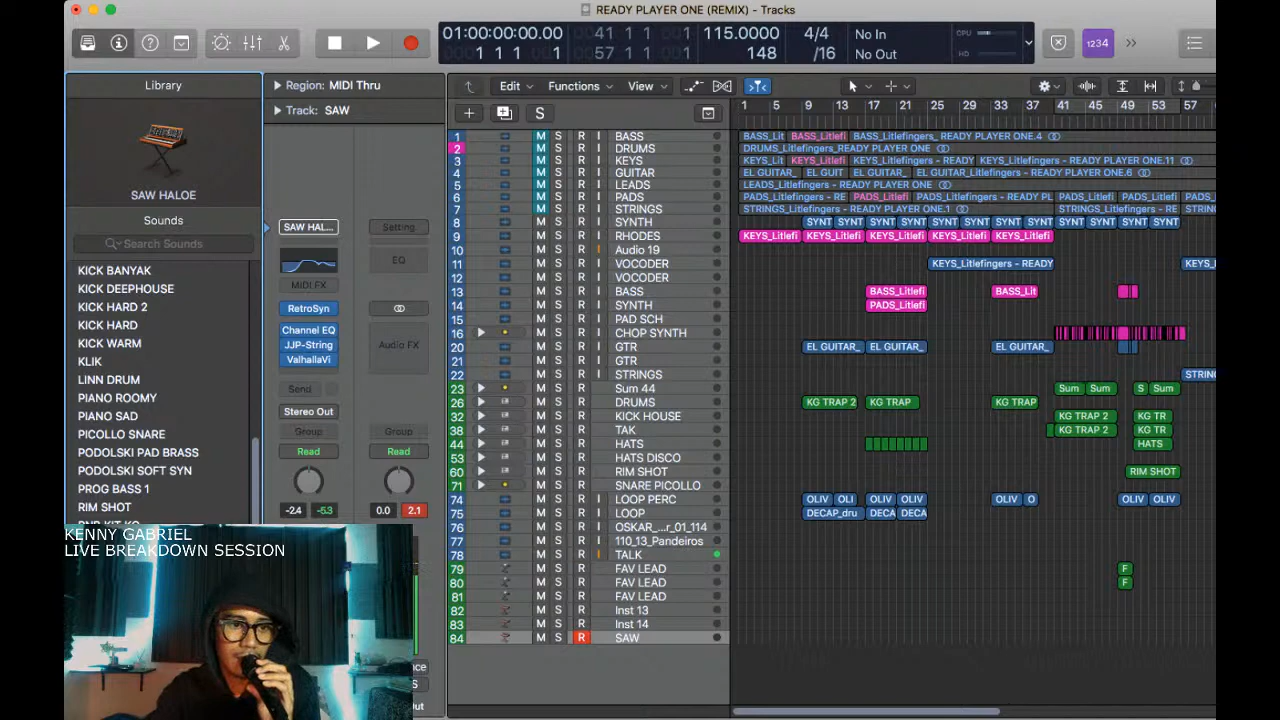 READY PLAYER ONE (REMIX) - Tracks
01:00:00:00.00
1 1 1 1
41 1 1
57 1 1
115.0000
148
4/4
/16
No In
No Out
CPU
HD
1234
Library
SAW HALOE
Sounds
Search Sounds
KICK BANYAK
KICK DEEPHOUSE
KICK HARD 2
KICK HARD
KICK WARM
KLIK
LINN DRUM
PIANO ROOMY
PIANO SAD
PICOLLO SNARE
PODOLSKI PAD BRASS
PODOLSKI SOFT SYN
PROG BASS 1
RIM SHOT
KENNY GABRIEL
LIVE BREAKDOWN SESSION
Region: MIDI Thru
Track: SAW
SAW HAL...
Setting
EQ
MIDI FX
RetroSyn
Channel EQ
JJP-String
ValhallaVi
Audio FX
Send
Stereo Out
Group
Group
Read
Read
-2.4 -5.3
0.0 2.1
Edit Functions View
S
1 5 9 13 17 21 25 29 33 37 41 45 49 53 57
1 M S R I BASS BASS_Lit BASS_Litlefi BASS_Litlefingers_ READY PLAYER ONE.4
2 M S R I DRUMS DRUMS_Litlefingers_READY PLAYER ONE
3 M S R I KEYS KEYS_Lit KEYS_Litlefi KEYS_Litlefingers - READY KEYS_Litlefingers - READY PLAYER ONE.11
4 M S R I GUITAR EL GUITAR_ EL GUIT EL GUITAR_ EL GUITAR_Litlefingers - READY PLAYER ONE.6
5 M S R I LEADS LEADS_Litlefingers - READY PLAYER ONE
6 M S R I PADS PADS_Litlefingers - RE PADS_Litlefi PADS_Litlefingers - READY PL PADS_Litlefi PADS_Litlefi PADS_Litlefi PADS_Litlefi
7 M S R I STRINGS STRINGS_Litlefingers - READY PLAYER ONE.1 STRINGS_Litlefingers - RE STRINGS
8 M S R I SYNTH SYNT SYNT SYNT SYNT SYNT SYNT SYNT SYNT SYNT SYNT SYNT SYNT
9 M S R I RHODES KEYS_Litlefi KEYS_Litlefi KEYS_Litlefi KEYS_Litlefi KEYS_Litlefi
10 M S R I Audio 19
11 M S R I VOCODER KEYS_Litlefingers - READY KEYS_Lit
12 M S R I VOCODER
13 M S R I BASS BASS_Litlefi BASS_Lit
14 M S R I SYNTH PADS_Litlefi
15 M S R I PAD SCH
16 M S R I CHOP SYNTH
20 M S R I GTR EL GUITAR_ EL GUITAR_ EL GUITAR_
21 M S R I GTR
22 M S R I STRINGS STRING
23 M S R Sum 44 Sum Sum S Sum
26 M S R DRUMS KG TRAP 2 KG TRAP KG TRAP
32 M S R KICK HOUSE KG TRAP 2 KG TR
38 M S R TAK KG TRAP 2 KG TR
44 M S R HATS HATS
53 M S R HATS DISCO
60 M S R RIM SHOT RIM SHOT
71 M S R SNARE PICOLLO
74 M S R I LOOP PERC OLIV OLI OLIV OLIV OLIV O OLIV OLIV
75 M S R I LOOP DECAP_dru DECA DECA
76 M S R I OSKAR_...r_01_114
77 M S R I 110_13_Pandeiros
78 M S R I TALK
79 M S R FAV LEAD F
80 M S R FAV LEAD F
81 M S R FAV LEAD
82 M S R Inst 13
83 M S R Inst 14
84 M S R SAW